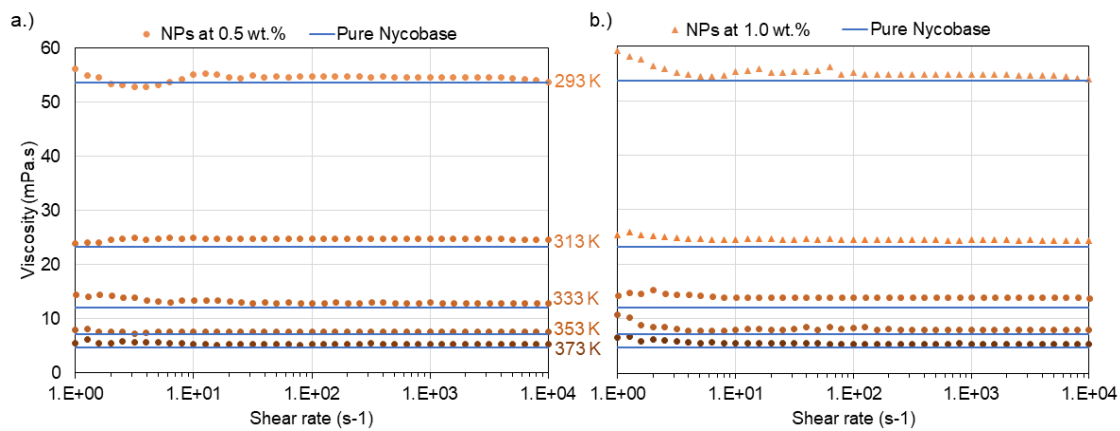 a.)
NPs at 0.5 wt.%
Pure Nycobase
b.)
NPs at 1.0 wt.%
Pure Nycobase
Viscosity (mPa.s)
60
50
40
30
20
10
0
293 K
313 K
333 K
353 K
373 K
1.E+00 1.E+01 1.E+02 1.E+03 1.E+04
1.E+00 1.E+01 1.E+02 1.E+03 1.E+04
Shear rate (s-1)
Shear rate (s-1)